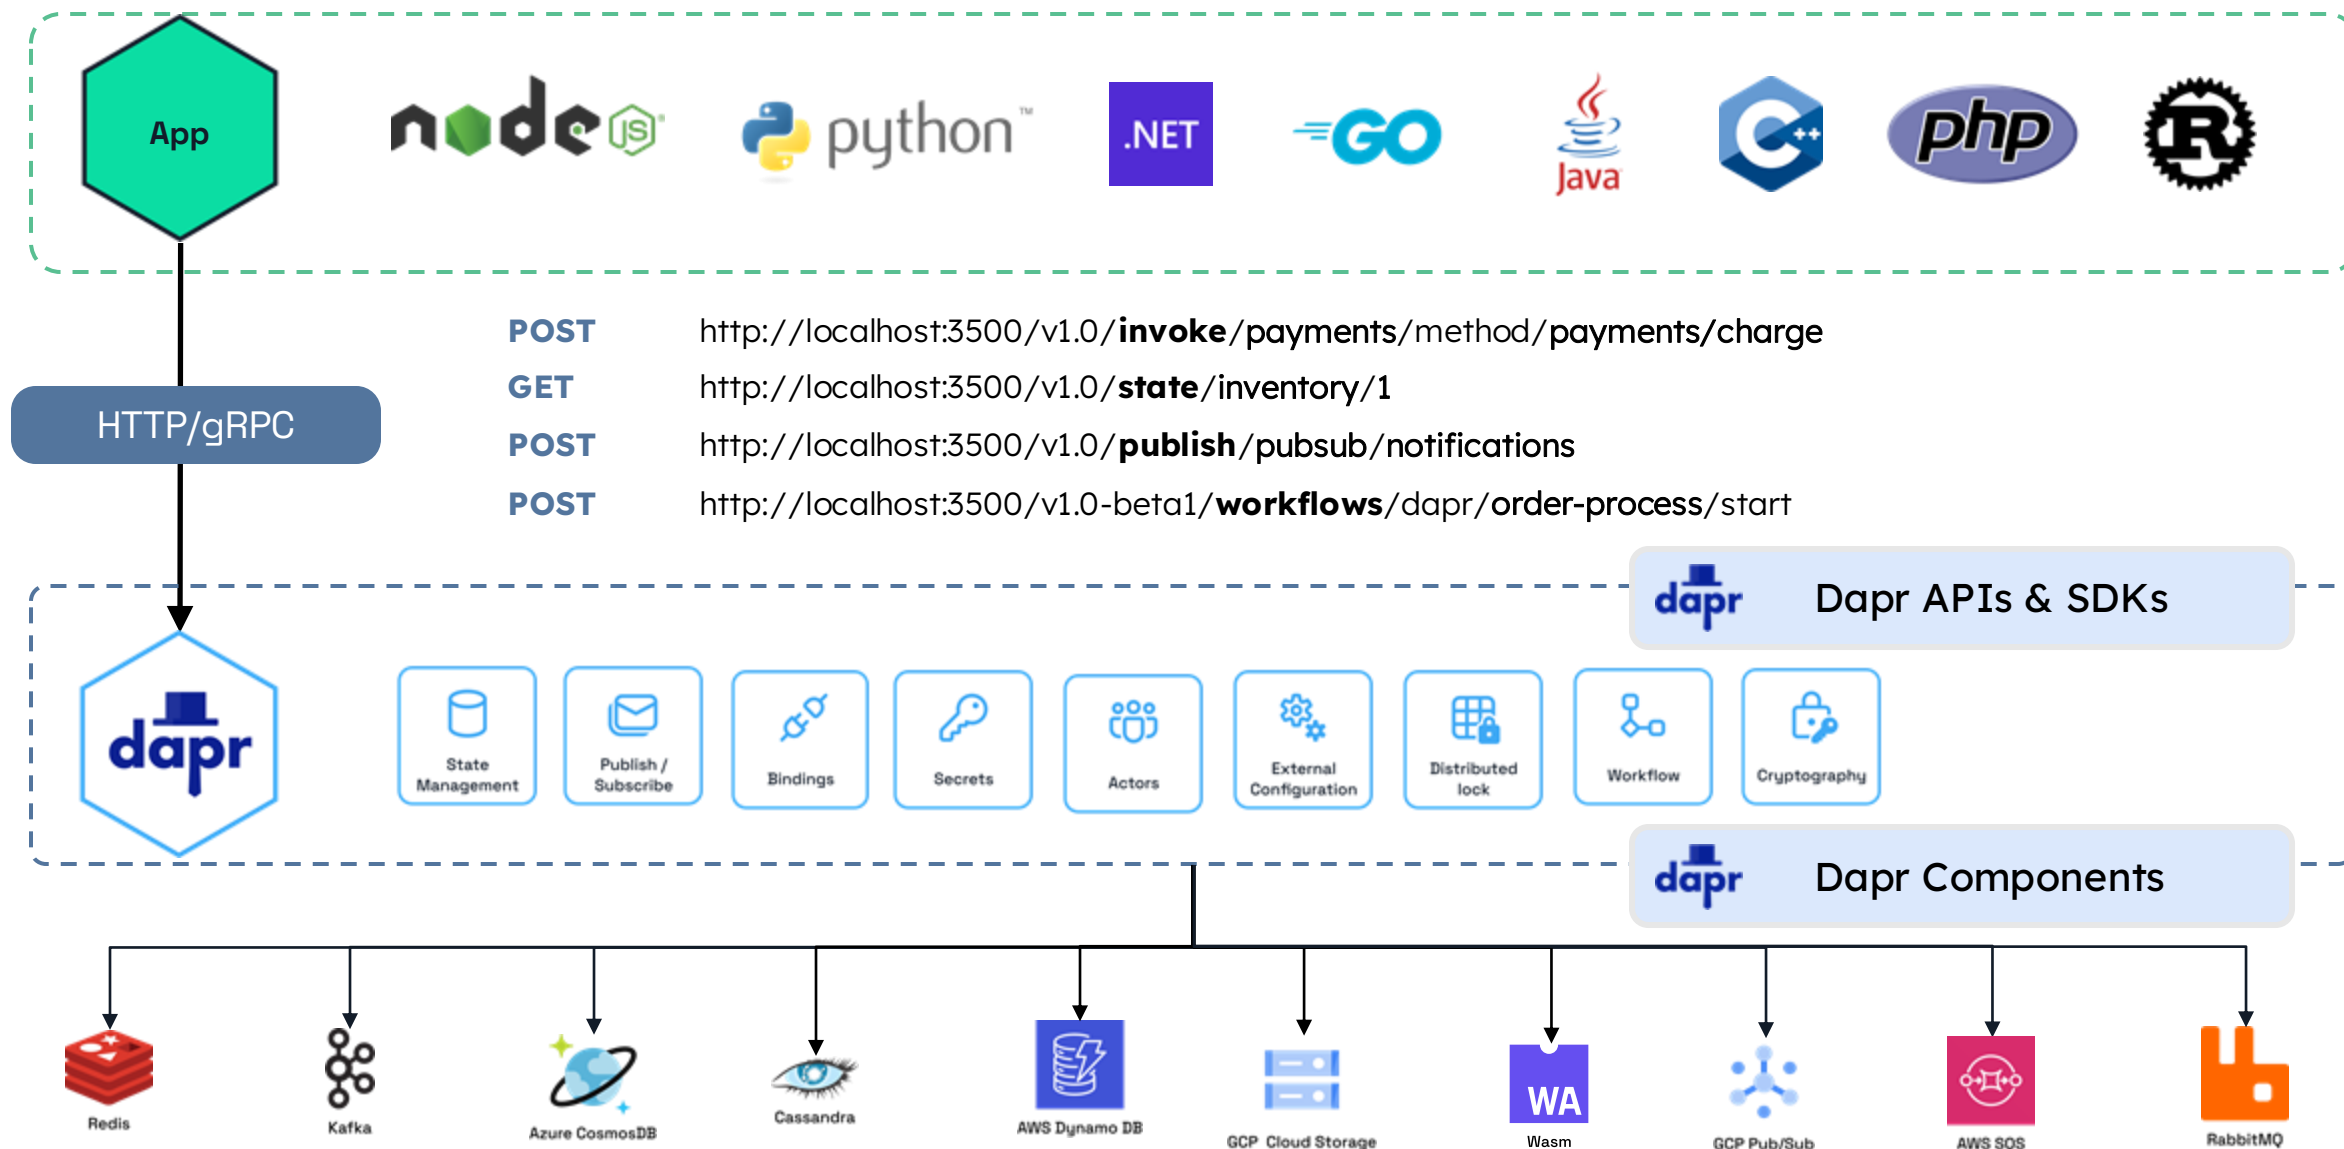 App
node JS
python™
.NET
GO
Java
C++
php
R
POST http://localhost:3500/v1.0/invoke/payments/method/payments/charge
GET http://localhost:3500/v1.0/state/inventory/1
HTTP/gRPC
POST http://localhost:3500/v1.0/publish/pubsub/notifications
POST http://localhost:3500/v1.0-beta1/workflows/dapr/order-process/start
dapr Dapr APIs & SDKs
dapr
State
Management
Publish /
Subscribe
Bindings
Secrets
Actors
External
Configuration
Distributed
lock
Workflow
Cryptography
dapr Dapr Components
Redis
Kafka
Azure CosmosDB
Cassandra
AWS Dynamo DB
GCP Cloud Storage
WA
Wasm
GCP Pub/Sub
AWS SOS
RabbitMQ